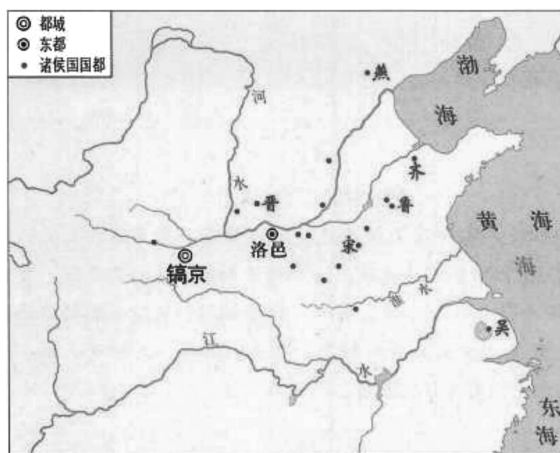 都城
东都
诸侯国国都
燕
渤
海
河
水
齐
晋
鲁
黄
海
宋
洛邑
镐京
淮
水
吴
江
水
东
海